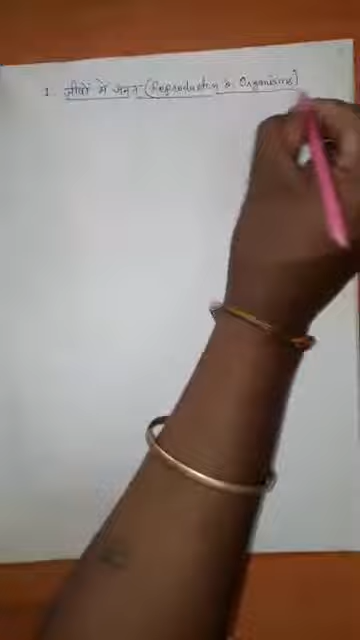 1. जीवों में जनन (Reproduction in Organisms)